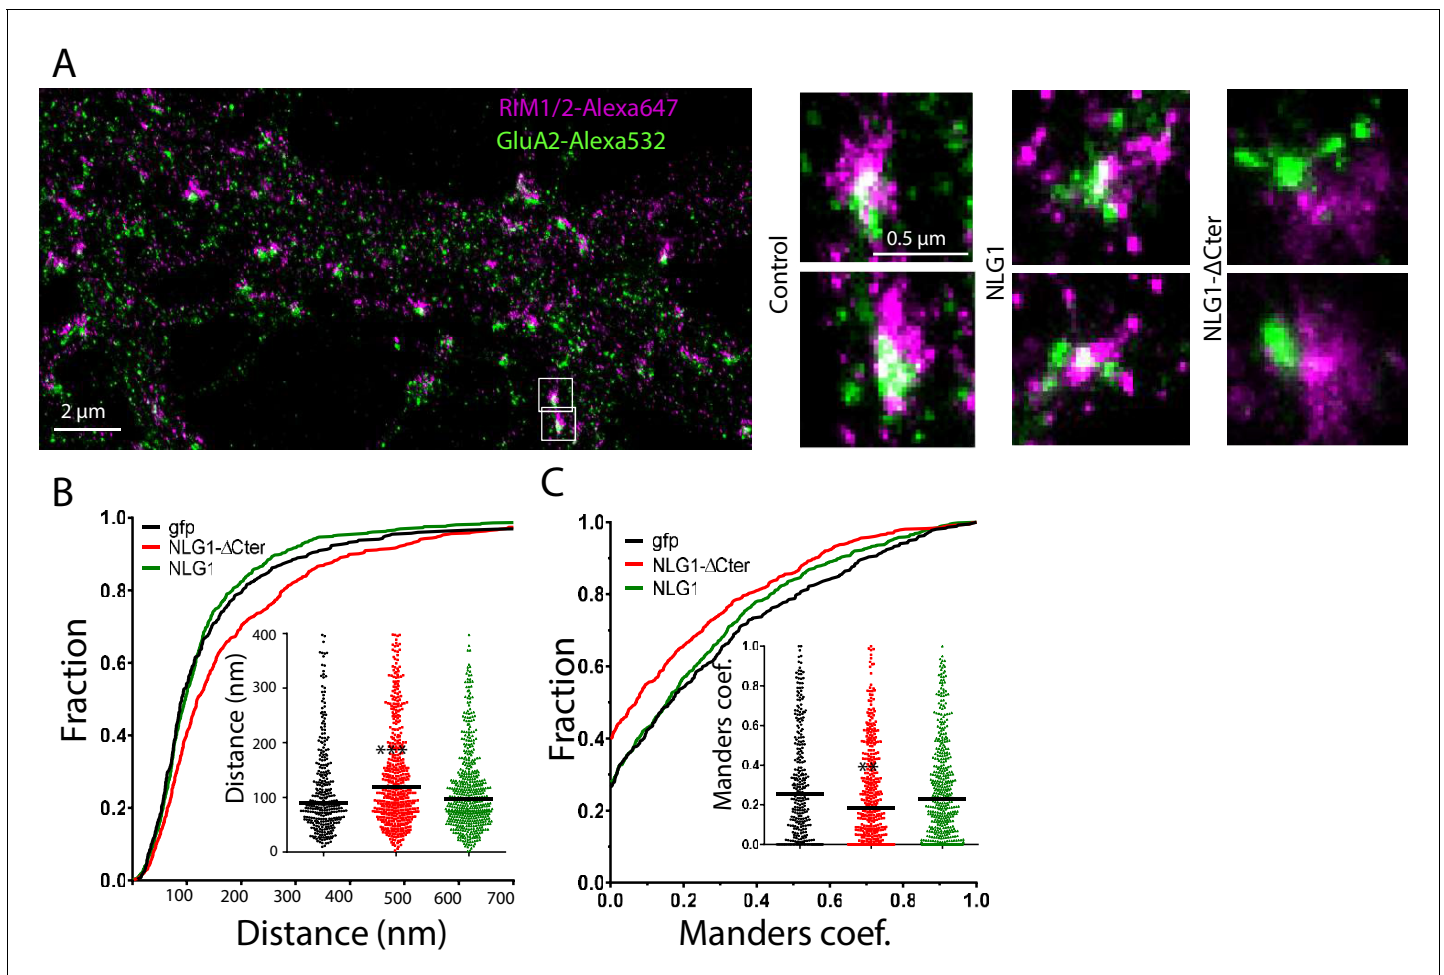 A
RIM1/2-Alexa647
GluA2-Alexa532
2 µm
Control
0.5 µm
NLG1
NLG1-ΔCter
B
gfp
NLG1-ΔCter
NLG1
Fraction
1.0
0.8
0.6
0.4
0.2
0.0
100
200
300
400
500
600
700
Distance (nm)
Distance (nm)
400
300
200
100
0
***
C
gfp
NLG1-ΔCter
NLG1
Fraction
1.0
0.8
0.6
0.4
0.2
0.0
0.0
0.2
0.4
0.6
0.8
1.0
Manders coef.
Manders coef.
1.0
0.8
0.6
0.4
0.2
0.0
**